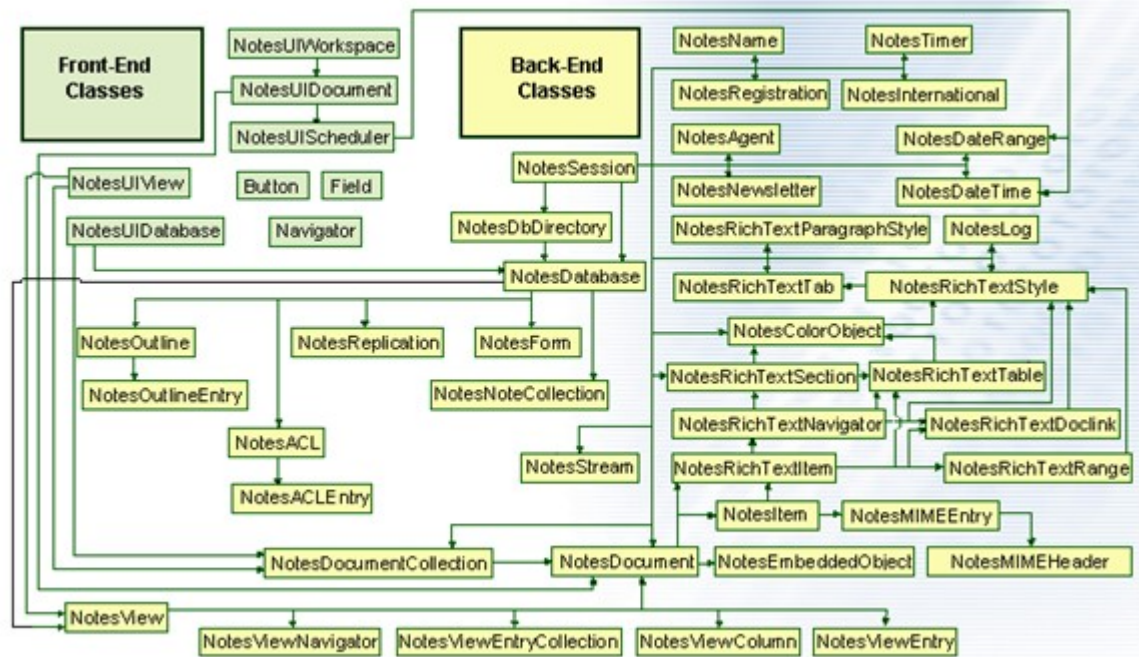 Front-End
Classes
NotesUIWorkspace
NotesUIDocument
NotesUIScheduler
Back-End
Classes
NotesName
NotesTimer
NotesRegistration
NotesInternational
NotesAgent
NotesDateRange
NotesSession
NotesUIView
Button
Field
NotesNewsletter
NotesDateTime
NotesUIDatabase
Navigator
NotesDbDirectory
NotesRichTextParagraphStyle
NotesLog
NotesDatabase
NotesRichTextTab
NotesRichTextStyle
NotesOutline
NotesReplication
NotesForm
NotesColorObject
NotesOutlineEntry
NotesNoteCollection
NotesRichTextSection
NotesRichTextTable
NotesRichTextNavigator
NotesRichTextDoclink
NotesACL
NotesStream
NotesRichTextItem
NotesRichTextRange
NotesACLEntry
NotesItem
NotesMIMEEntry
NotesDocumentCollection
NotesDocument
NotesEmbeddedObject
NotesMIMEHeader
NotesView
NotesViewNavigator
NotesViewEntryCollection
NotesViewColumn
NotesViewEntry